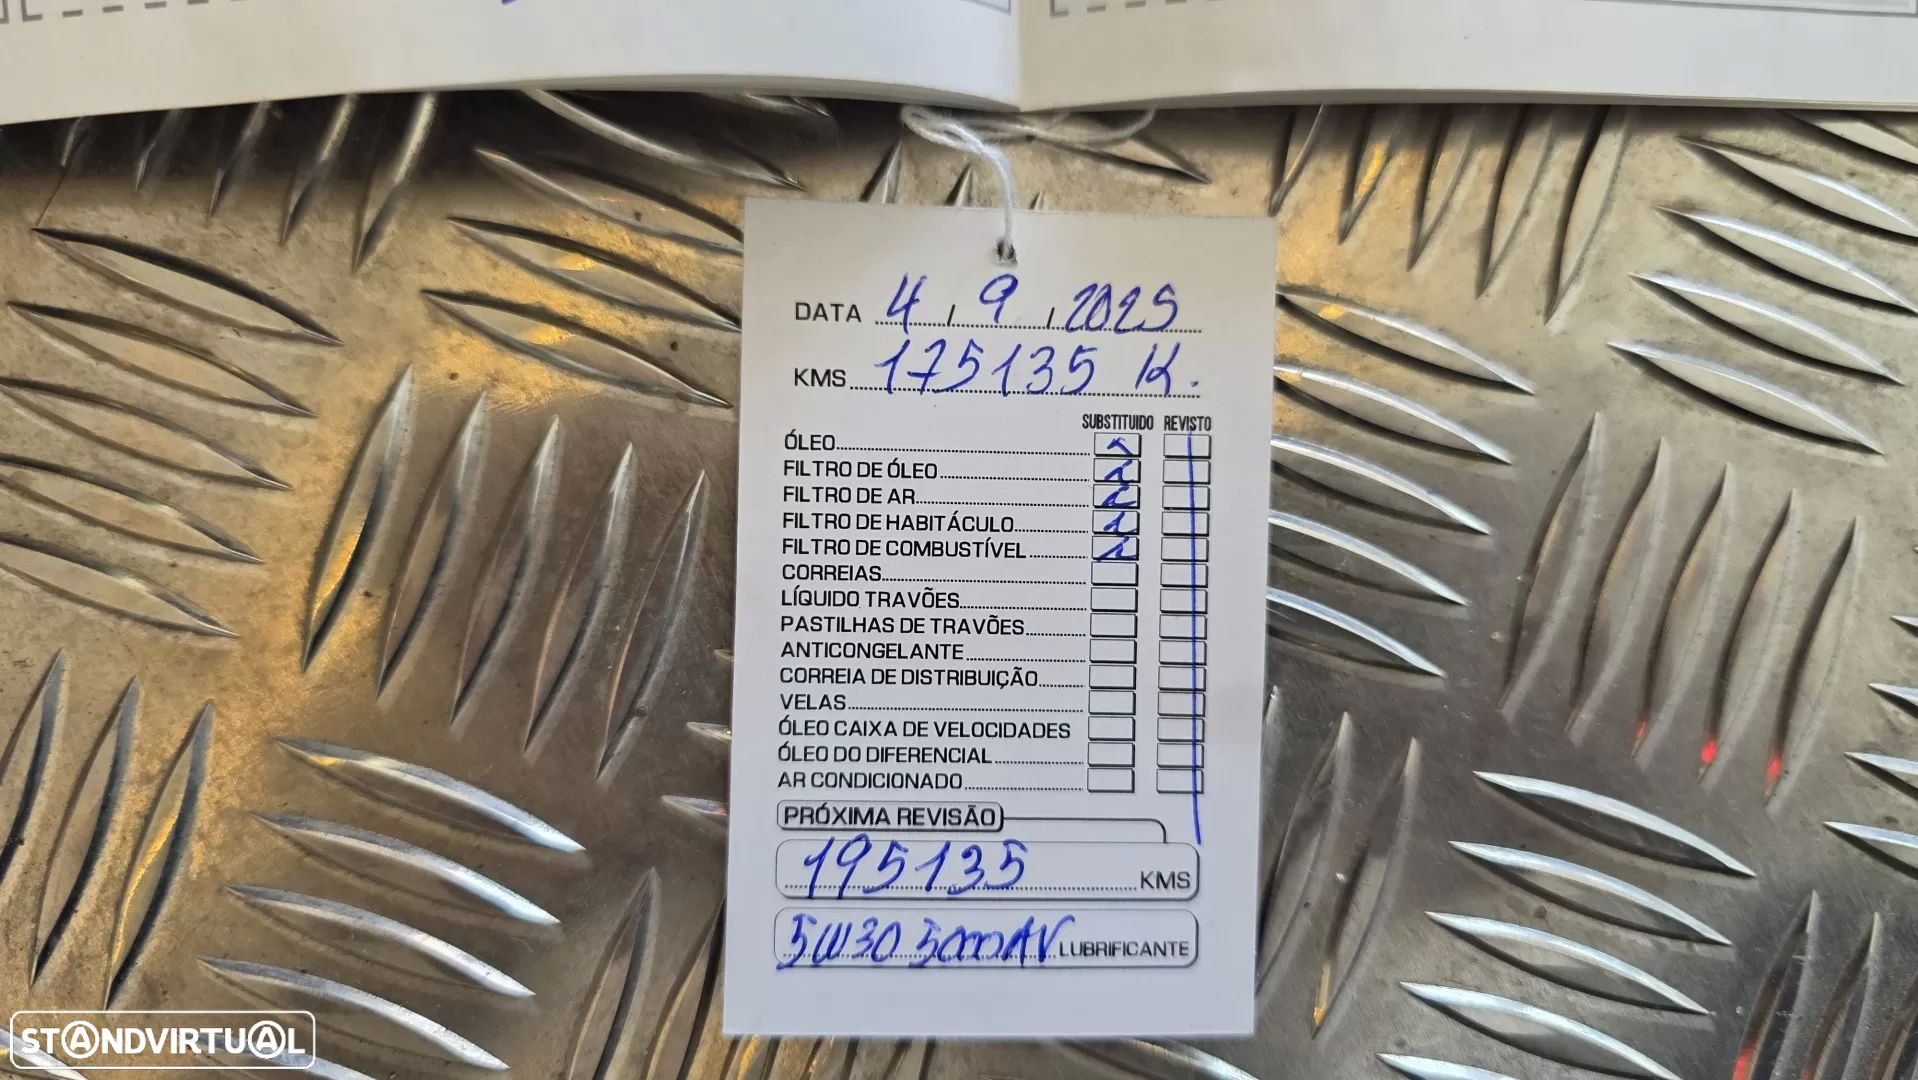 DATA 4 / 9 / 2025
KMS 175135 K.
SUBSTITUIDO REVISTO
ÓLEO
FILTRO DE ÓLEO
FILTRO DE AR
FILTRO DE HABITÁCULO
FILTRO DE COMBUSTÍVEL
CORREIAS
LÍQUIDO TRAVÕES
PASTILHAS DE TRAVÕES
ANTICONGELANTE
CORREIA DE DISTRIBUIÇÃO
VELAS
ÓLEO CAIXA DE VELOCIDADES
ÓLEO DO DIFERENCIAL
AR CONDICIONADO
PRÓXIMA REVISÃO
195135 KMS
5W30 LUBRIFICANTE
STANDVIRTUAL